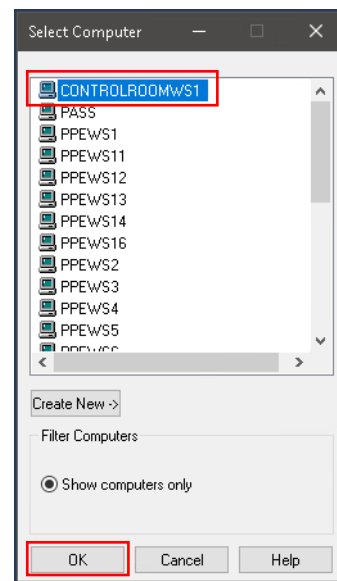 Select Computer
CONTROLROOMWS1
PASS
PPEWS1
PPEWS11
PPEWS12
PPEWS13
PPEWS14
PPEWS16
PPEWS2
PPEWS3
PPEWS4
PPEWS5
Create New ->
Filter Computers
Show computers only
OK Cancel Help